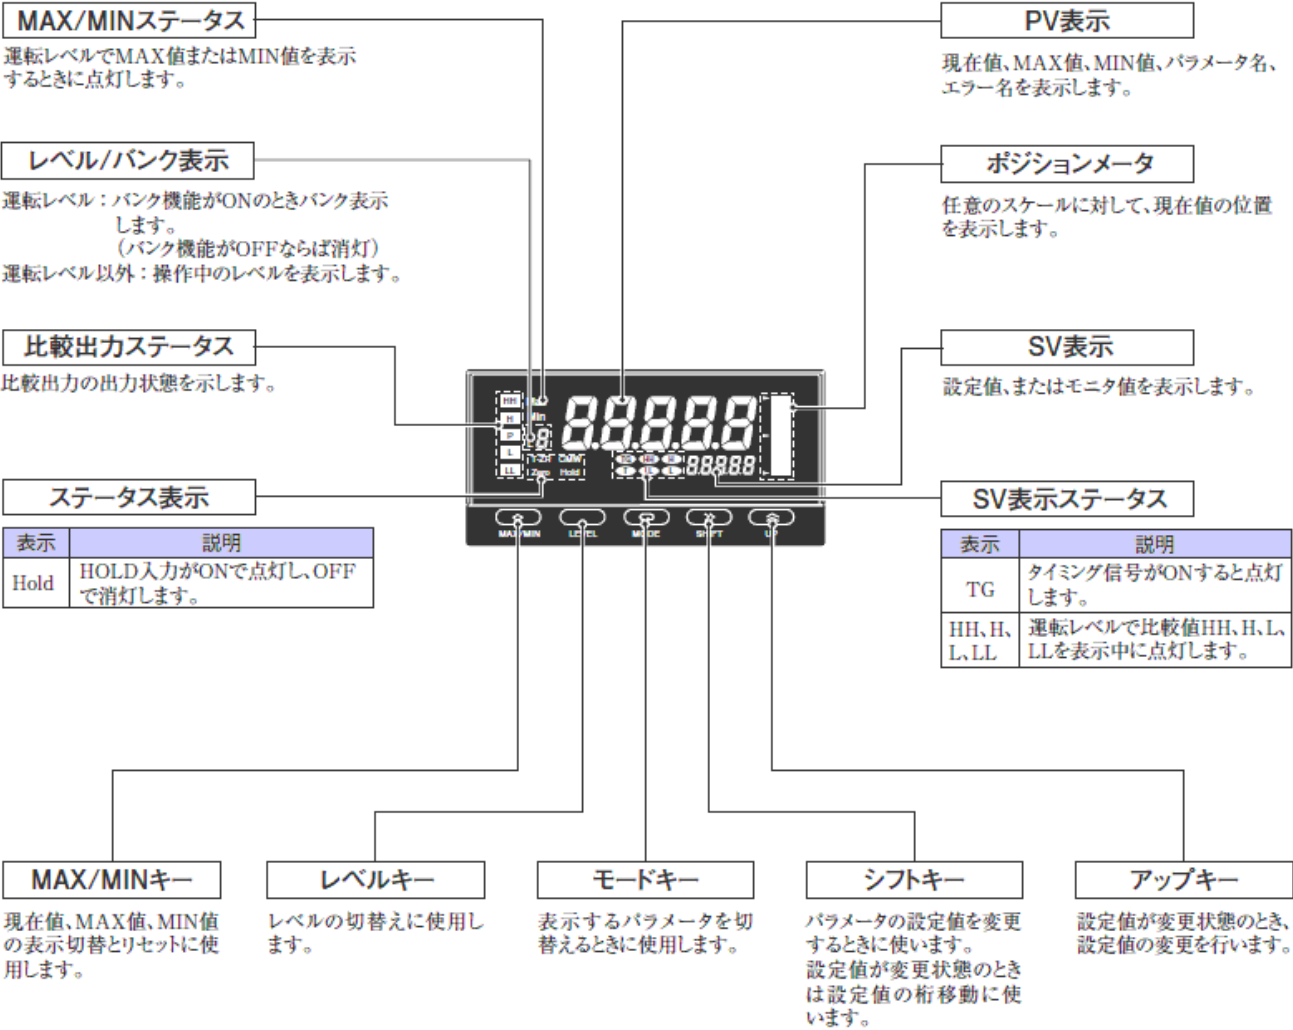 MAX/MINステータス
運転レベルでMAX値またはMIN値を表示
するときに点灯します。
レベル/バンク表示
運転レベル：バンク機能がONのときバンク表示
します。
（バンク機能がOFFならば消灯）
運転レベル以外：操作中のレベルを表示します。
比較出力ステータス
比較出力の出力状態を示します。
ステータス表示
表示 説明
Hold HOLD入力がONで点灯し、OFF
で消灯します。
PV表示
現在値、MAX値、MIN値、パラメータ名、
エラー名を表示します。
ポジションメータ
任意のスケールに対して、現在値の位置
を表示します。
SV表示
設定値、またはモニタ値を表示します。
SV表示ステータス
表示 説明
TG タイミング信号がONすると点灯
します。
HH、H、 運転レベルで比較値HH、H、L、
L、LL LLを表示中に点灯します。
HH
H
P
L
LL
88888
TG HH H
T LL L
88888
Zero Hold
MAX/MIN LEVEL MODE SHIFT UP
MAX/MINキー
現在値、MAX値、MIN値
の表示切替とリセットに使
用します。
レベルキー
レベルの切替えに使用し
ます。
モードキー
表示するパラメータを切
替えるときに使用します。
シフトキー
パラメータの設定値を変更
するときに使います。
設定値が変更状態のとき
は設定値の桁移動に使
います。
アップキー
設定値が変更状態のとき、
設定値の変更を行います。